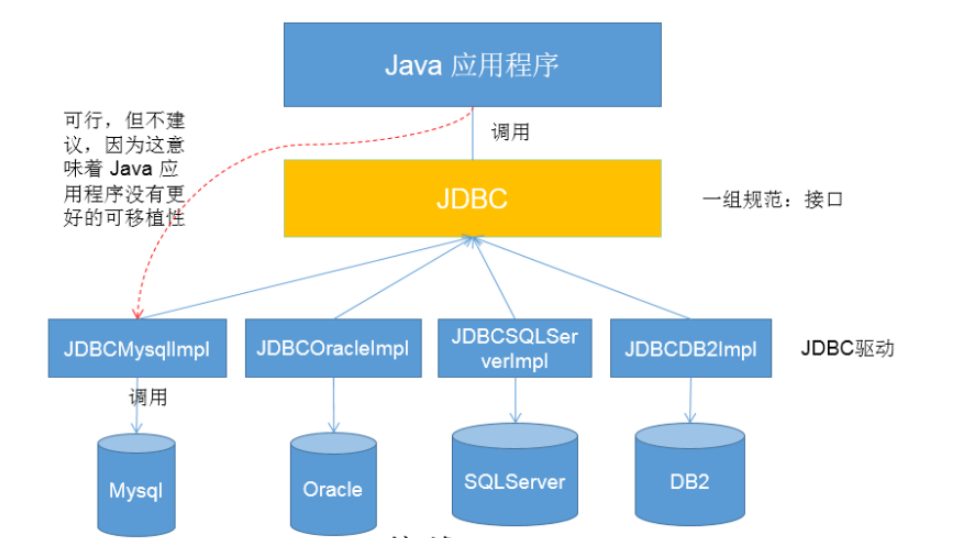 Java 应用程序
可行，但不建
议，因为这意
味着 Java 应
用程序没有更
好的可移植性
调用
JDBC
一组规范：接口
JDBCMysqlImpl
JDBCOracleImpl
JDBCSQLSer
verImpl
JDBCDB2Impl
JDBC驱动
调用
Mysql
Oracle
SQLServer
DB2